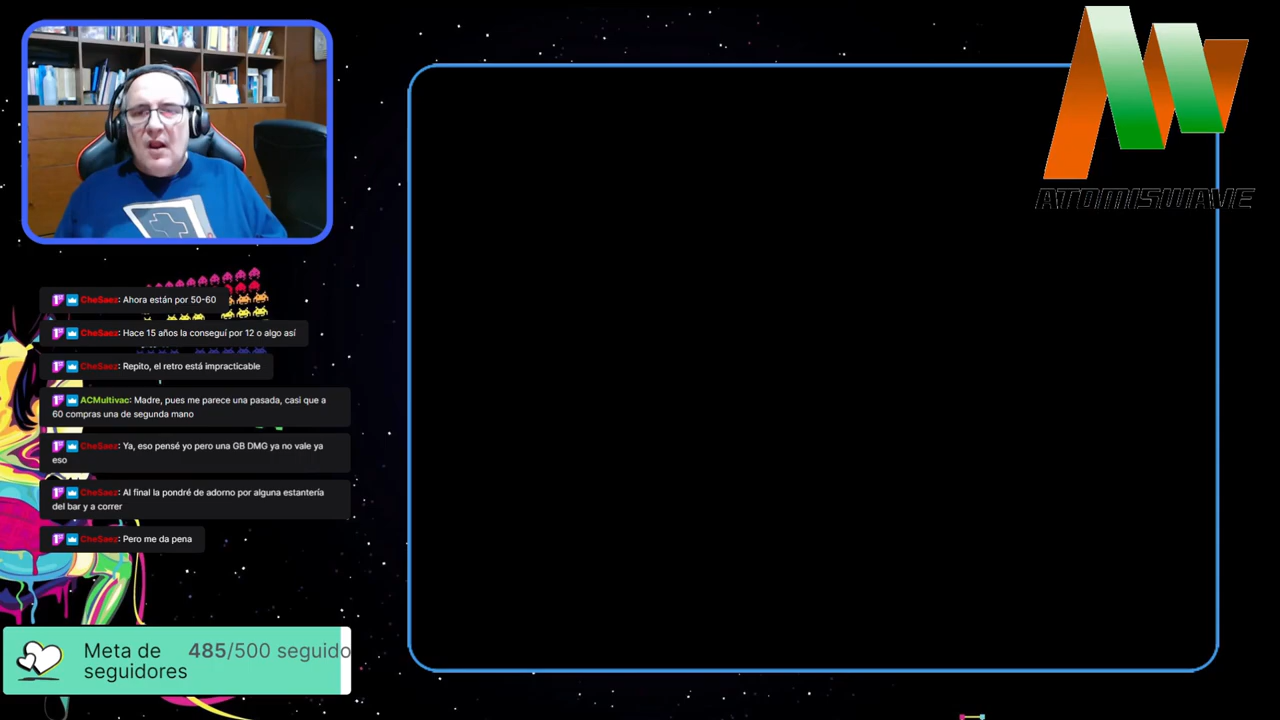 ATOMISWAVE
CheSaez: Ahora están por 50-60
CheSaez: Hace 15 años la conseguí por 12 o algo así
CheSaez: Repito, el retro está impracticable
ACMultivac: Madre, pues me parece una pasada, casi que a
60 compras una de segunda mano
CheSaez: Ya, eso pensé yo pero una GB DMG ya no vale ya
eso
CheSaez: Al final la pondré de adorno por alguna estantería
del bar y a correr
CheSaez: Pero me da pena
Meta de
seguidores
485/500 seguido